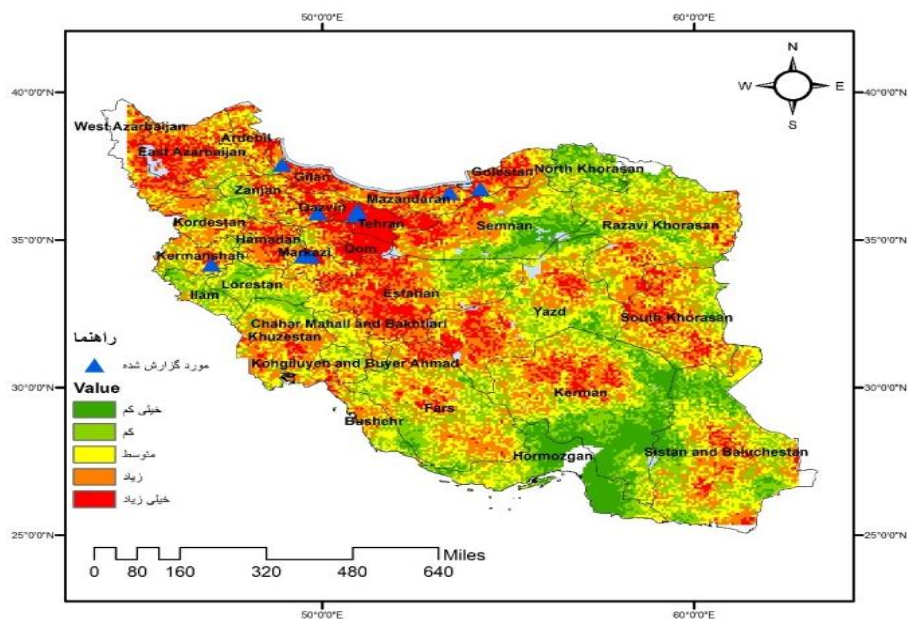 50°0'0"E 60°0'0"E
N
W E
S
40°0'0"N 40°0'0"N
West Azarbaijan
Ardebil
East Azarbaijan
Gilan
Golestan
North Khorasan
Zanjan
Mazandaran
Qazvin
Tehran
Semnan
Razavi Khorasan
Kordestan
35°0'0"N 35°0'0"N
Hamadan
Qom
Markazi
Kermanshah
Lorestan
Ilam
Esfahan
Yazd
South Khorasan
Chahar Mahall and Bakhtiari
Khuzestan
راهنما
Kohgiluyeh and Buyer Ahmad
مورد گزارش شده
30°0'0"N 30°0'0"N
Value
Kerman
Fars
Bushehr
خیلی کم
کم
متوسط
زیاد
خیلی زیاد
Hormozgan
Sistan and Baluchestan
25°0'0"N 25°0'0"N
Miles
0 80 160 320 480 640
50°0'0"E 60°0'0"E